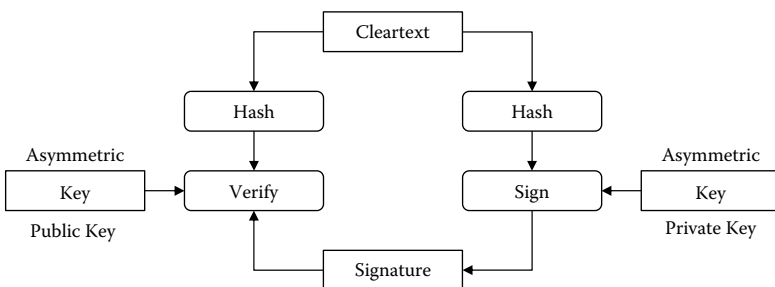 Cleartext
Hash
Hash
Asymmetric
Asymmetric
Key
Verify
Sign
Key
Public Key
Private Key
Signature